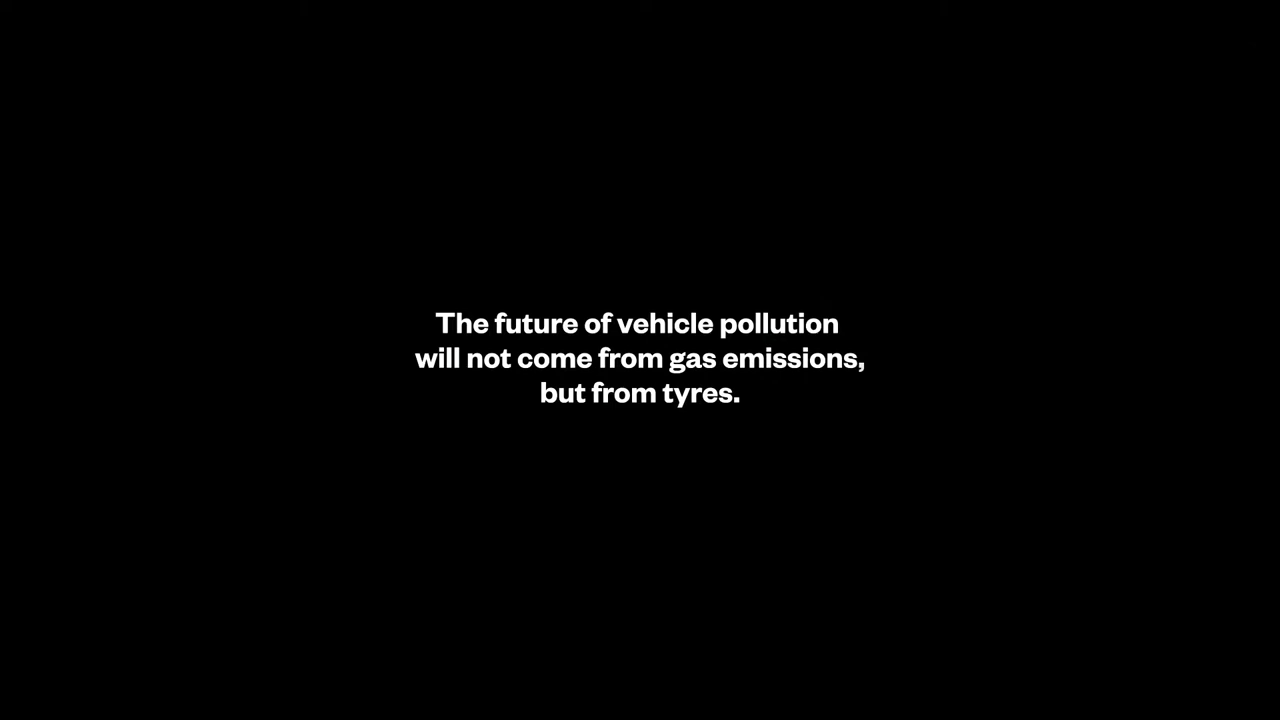 The future of vehicle pollution
will not come from gas emissions,
but from tyres.